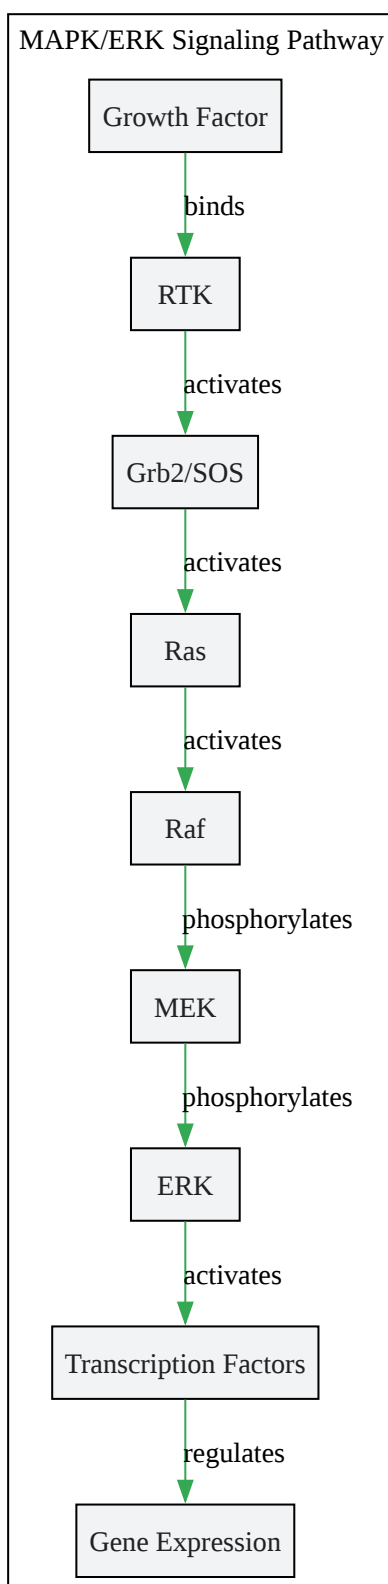 MAPK/ERK Signaling Pathway
Growth Factor
binds
RTK
activates
Grb2/SOS
activates
Ras
activates
Raf
phosphorylates
MEK
phosphorylates
ERK
activates
Transcription Factors
regulates
Gene Expression